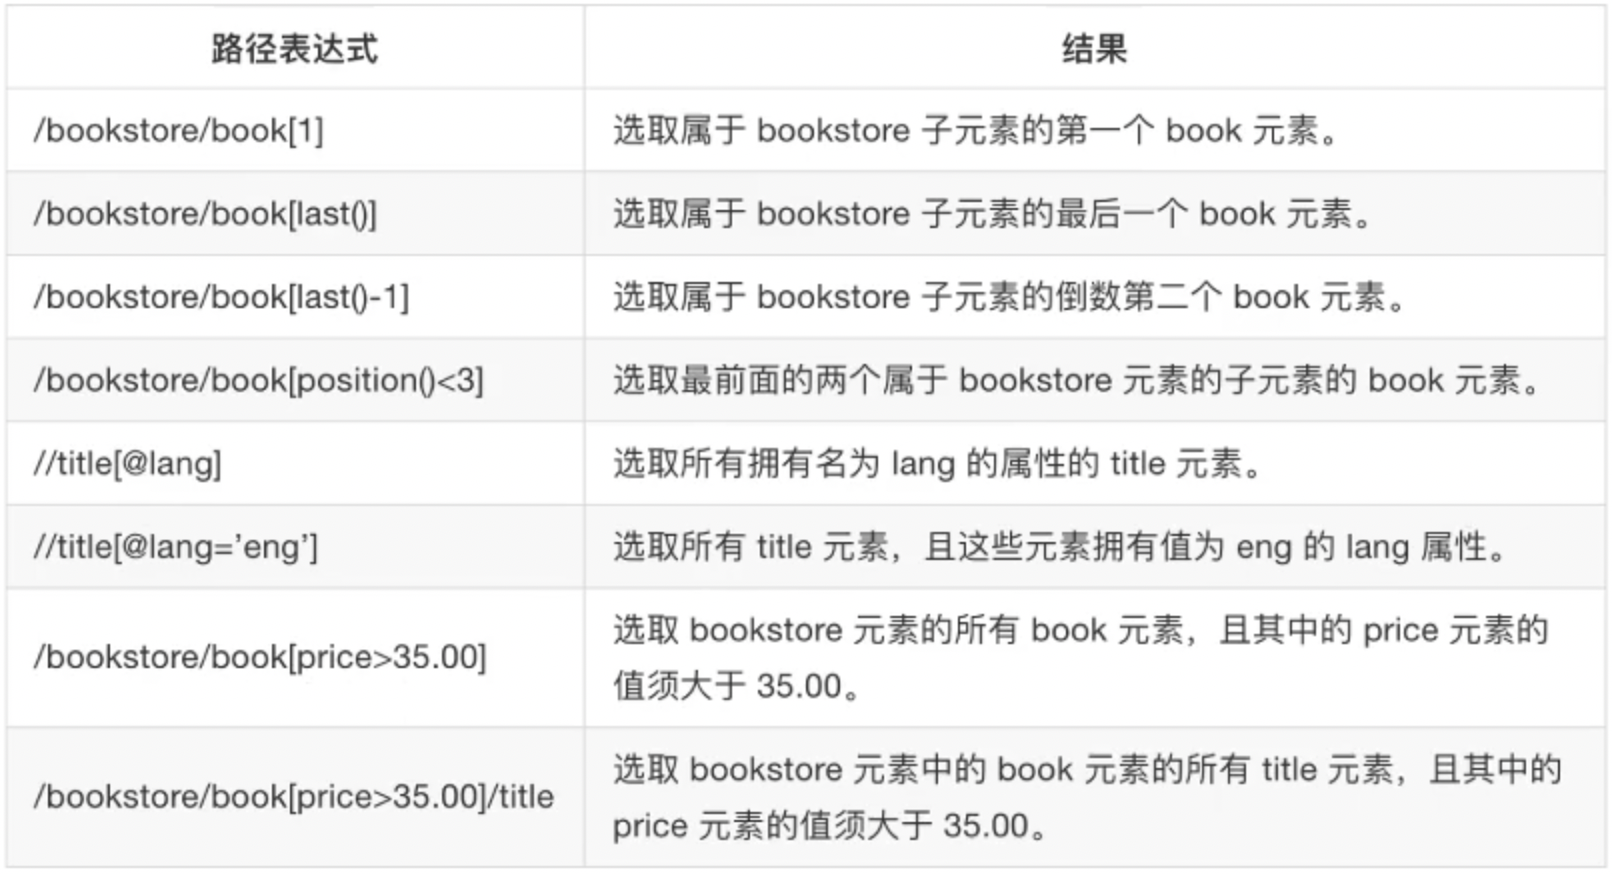 路径表达式 结果
/bookstore/book[1] 选取属于 bookstore 子元素的第一个 book 元素。
/bookstore/book[last()] 选取属于 bookstore 子元素的最后一个 book 元素。
/bookstore/book[last()-1] 选取属于 bookstore 子元素的倒数第二个 book 元素。
/bookstore/book[position()<3] 选取最前面的两个属于 bookstore 元素的子元素的 book 元素。
//title[@lang] 选取所有拥有名为 lang 的属性的 title 元素。
//title[@lang=’eng’] 选取所有 title 元素，且这些元素拥有值为 eng 的 lang 属性。
/bookstore/book[price>35.00] 选取 bookstore 元素的所有 book 元素，且其中的 price 元素的
值须大于 35.00。
/bookstore/book[price>35.00]/title 选取 bookstore 元素中的 book 元素的所有 title 元素，且其中的
price 元素的值须大于 35.00。